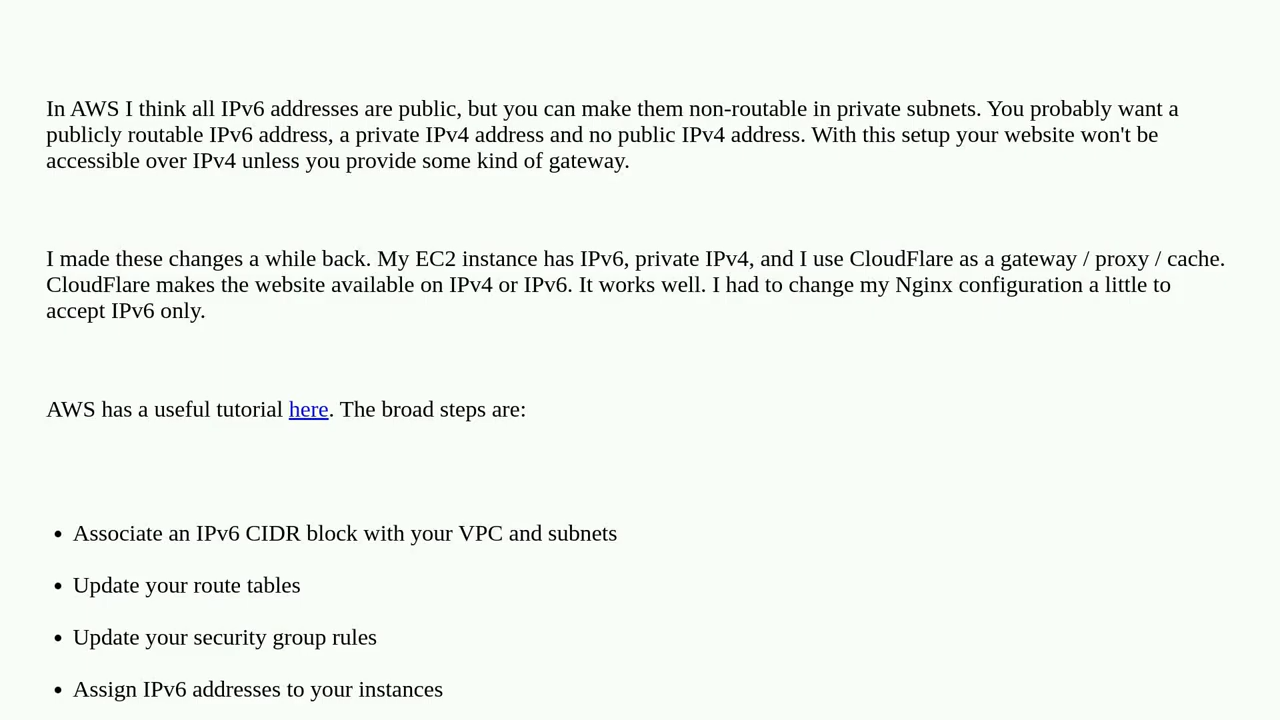 In AWS I think all IPv6 addresses are public, but you can make them non-routable in private subnets. You probably want a
publicly routable IPv6 address, a private IPv4 address and no public IPv4 address. With this setup your website won't be
accessible over IPv4 unless you provide some kind of gateway.
I made these changes a while back. My EC2 instance has IPv6, private IPv4, and I use CloudFlare as a gateway / proxy / cache.
CloudFlare makes the website available on IPv4 or IPv6. It works well. I had to change my Nginx configuration a little to
accept IPv6 only.
AWS has a useful tutorial here. The broad steps are:
• Associate an IPv6 CIDR block with your VPC and subnets
• Update your route tables
• Update your security group rules
• Assign IPv6 addresses to your instances